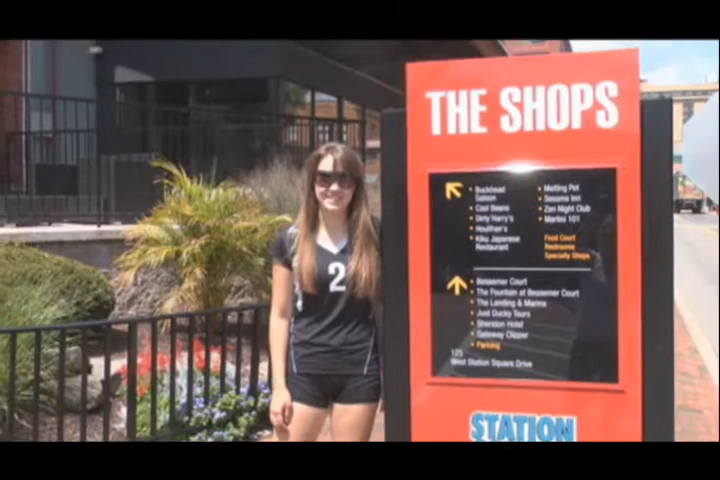 THE SHOPS
Buckhead
Saloon
Cool Beans
Dirty Harry's
Houlihan's
Kiku Japanese
Restaurant
Melting Pot
Sesame Inn
Zen Night Club
Martes 101
Food Court
Restrooms
Specialty Shops
Bessemer Court
The Fountain at Bessemer Court
The Landing & Marina
Just Ducky Tours
Sheraton Hotel
Gateway Clipper
Parking
125
West Station Square Drive
STATION
2